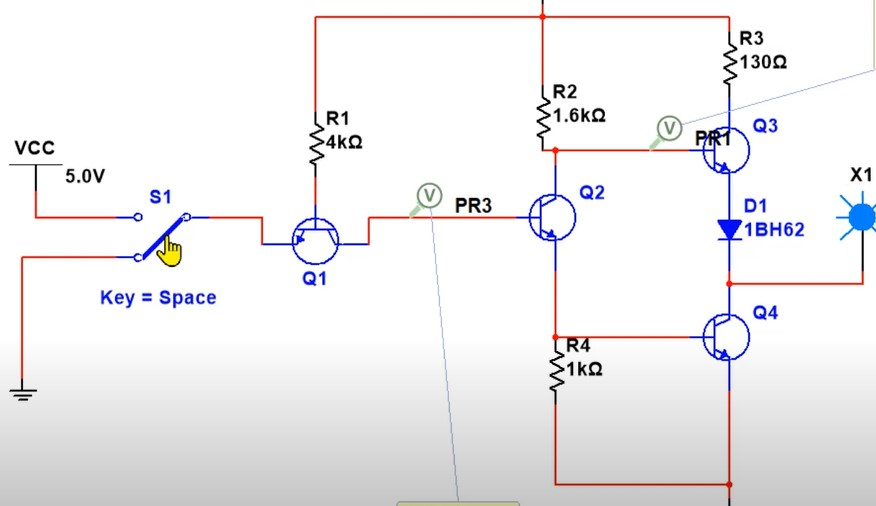 R3
130Ω
R2
1.6kΩ
R1
4kΩ
V
PR1
Q3
VCC
5.0V
X1
S1
V
PR3
Q2
D1
1BH62
Q1
Key = Space
Q4
R4
1kΩ